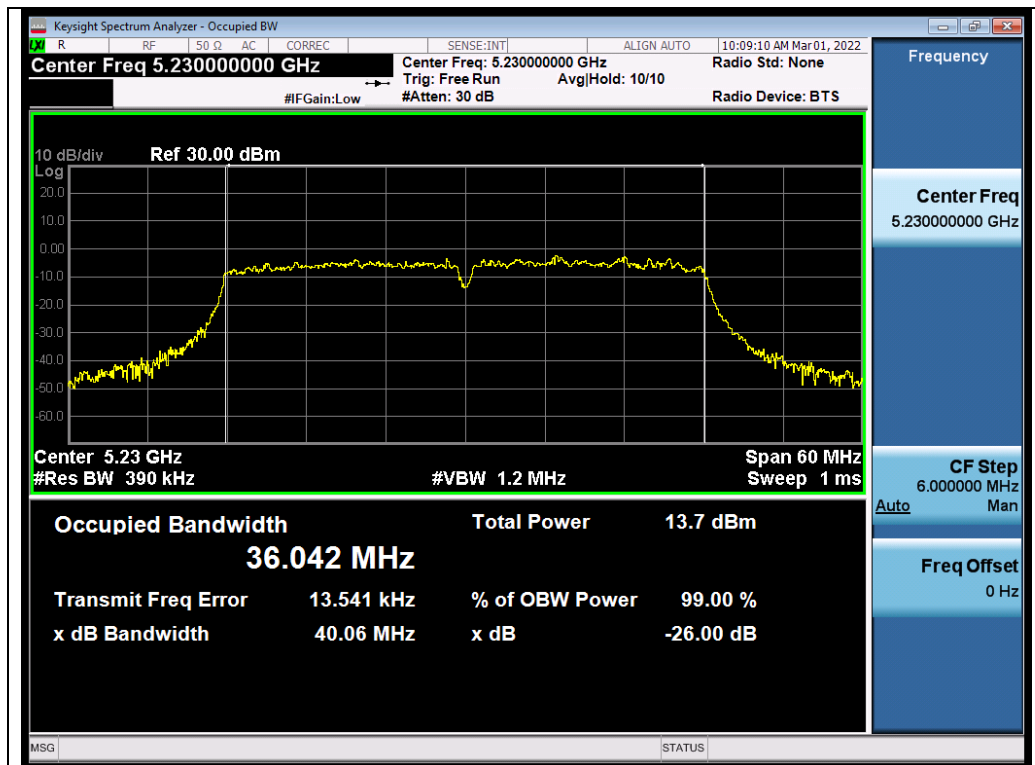 Keysight Spectrum Analyzer - Occupied BW
LXI R RF 50 Ω AC CORREC SENSE:INT ALIGN AUTO 10:09:10 AM Mar 01, 2022
Center Freq 5.230000000 GHz
#IFGain:Low
Center Freq: 5.230000000 GHz
Trig: Free Run Avg|Hold: 10/10
#Atten: 30 dB
Radio Std: None
Radio Device: BTS
10 dB/div Ref 30.00 dBm
Log
20.0
10.0
0.00
-10.0
-20.0
-30.0
-40.0
-50.0
-60.0
Center 5.23 GHz Span 60 MHz
#Res BW 390 kHz #VBW 1.2 MHz Sweep 1 ms
Occupied Bandwidth Total Power 13.7 dBm
36.042 MHz
Transmit Freq Error 13.541 kHz % of OBW Power 99.00 %
x dB Bandwidth 40.06 MHz x dB -26.00 dB
Frequency
Center Freq
5.230000000 GHz
CF Step
6.000000 MHz
Auto Man
Freq Offset
0 Hz
MSG STATUS